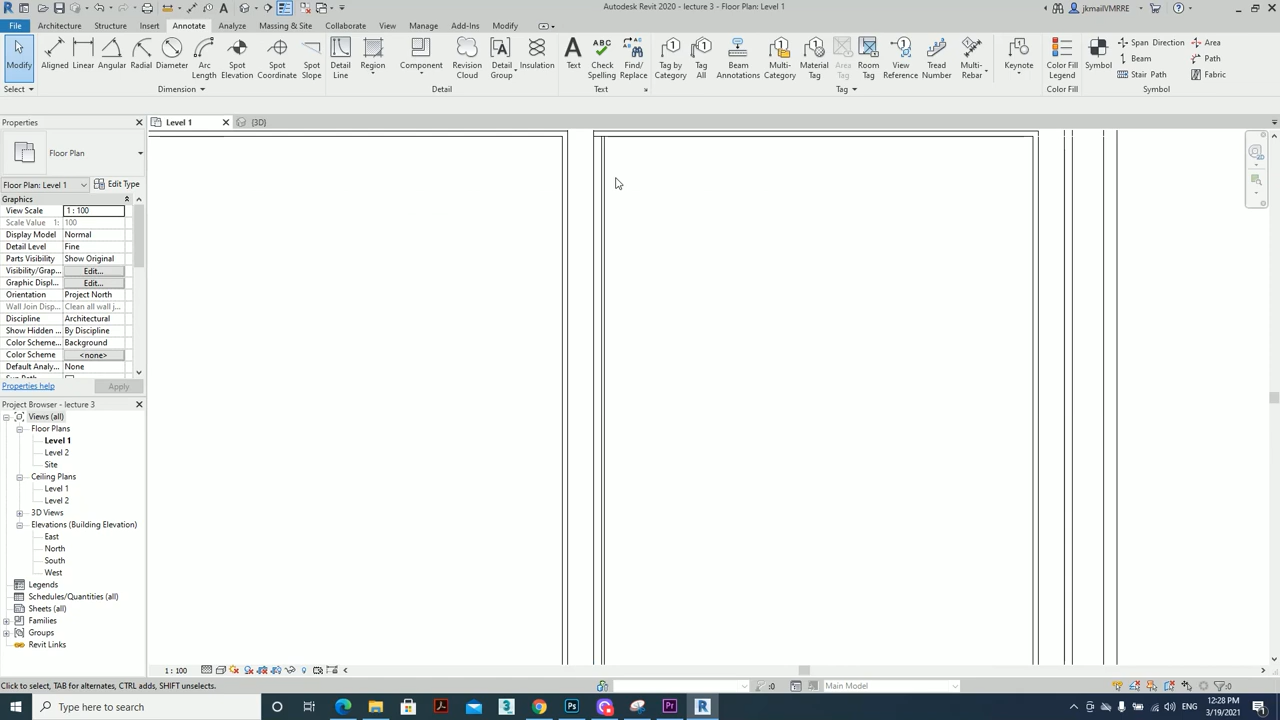 Autodesk Revit 2020 - lecture 3 - Floor Plan: Level 1
jkmailVMRRE
File Architecture Structure Insert Annotate Analyze Massing & Site Collaborate View Manage Add-Ins Modify
Modify Aligned Linear Angular Radial Diameter Arc Length Spot Elevation Spot Coordinate Spot Slope Detail Line Region Component Revision Cloud Detail Group Insulation Text Check Spelling Find/ Replace Tag by Category Tag All Beam Annotations Multi- Category Material Tag Area Tag Room Tag View Reference Tread Number Multi- Rebar Keynote Color Fill Legend Symbol
Span Direction Area
Beam Path
Stair Path Fabric
Select Dimension Detail Text Tag Color Fill Symbol
Properties
Level 1 {3D}
Floor Plan
Floor Plan: Level 1 Edit Type
Graphics
View Scale 1 : 100
Scale Value 1: 100
Display Model Normal
Detail Level Fine
Parts Visibility Show Original
Visibility/Grap... Edit...
Graphic Displ... Edit...
Orientation Project North
Wall Join Disp... Clean all wall j...
Discipline Architectural
Show Hidden ... By Discipline
Color Scheme... Background
Color Scheme <none>
Default Analy... None
Properties help Apply
Project Browser - lecture 3
Views (all)
Floor Plans
Level 1
Level 2
Site
Ceiling Plans
Level 1
Level 2
3D Views
Elevations (Building Elevation)
East
North
South
West
Legends
Schedules/Quantities (all)
Sheets (all)
Families
Groups
Revit Links
1 : 100
Click to select, TAB for alternates, CTRL adds, SHIFT unselects.
:0
Main Model
:0
Type here to search
12:28 PM
3/19/2021